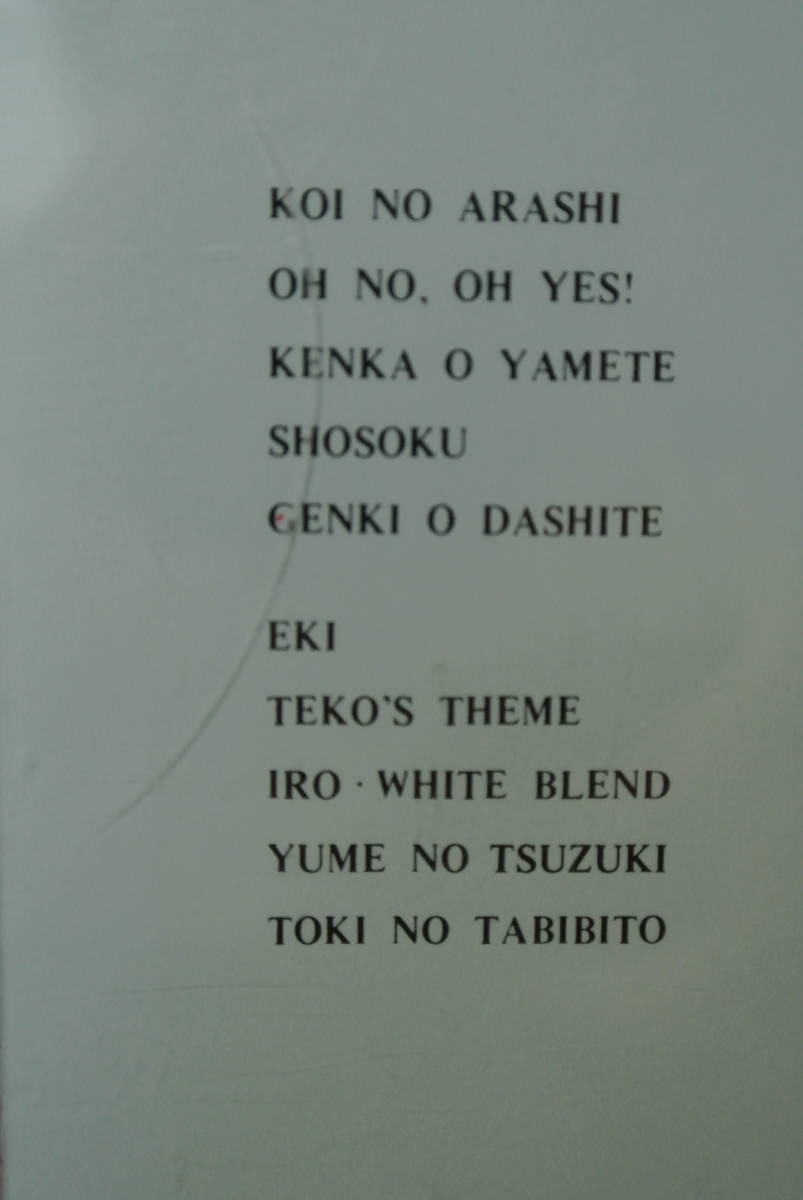 KOI NO ARASHI
OH NO, OH YES!
KENKA O YAMETE
SHOSOKU
GENKI O DASHITE
EKI
TEKO'S THEME
IRO · WHITE BLEND
YUME NO TSUZUKI
TOKI NO TABIBITO